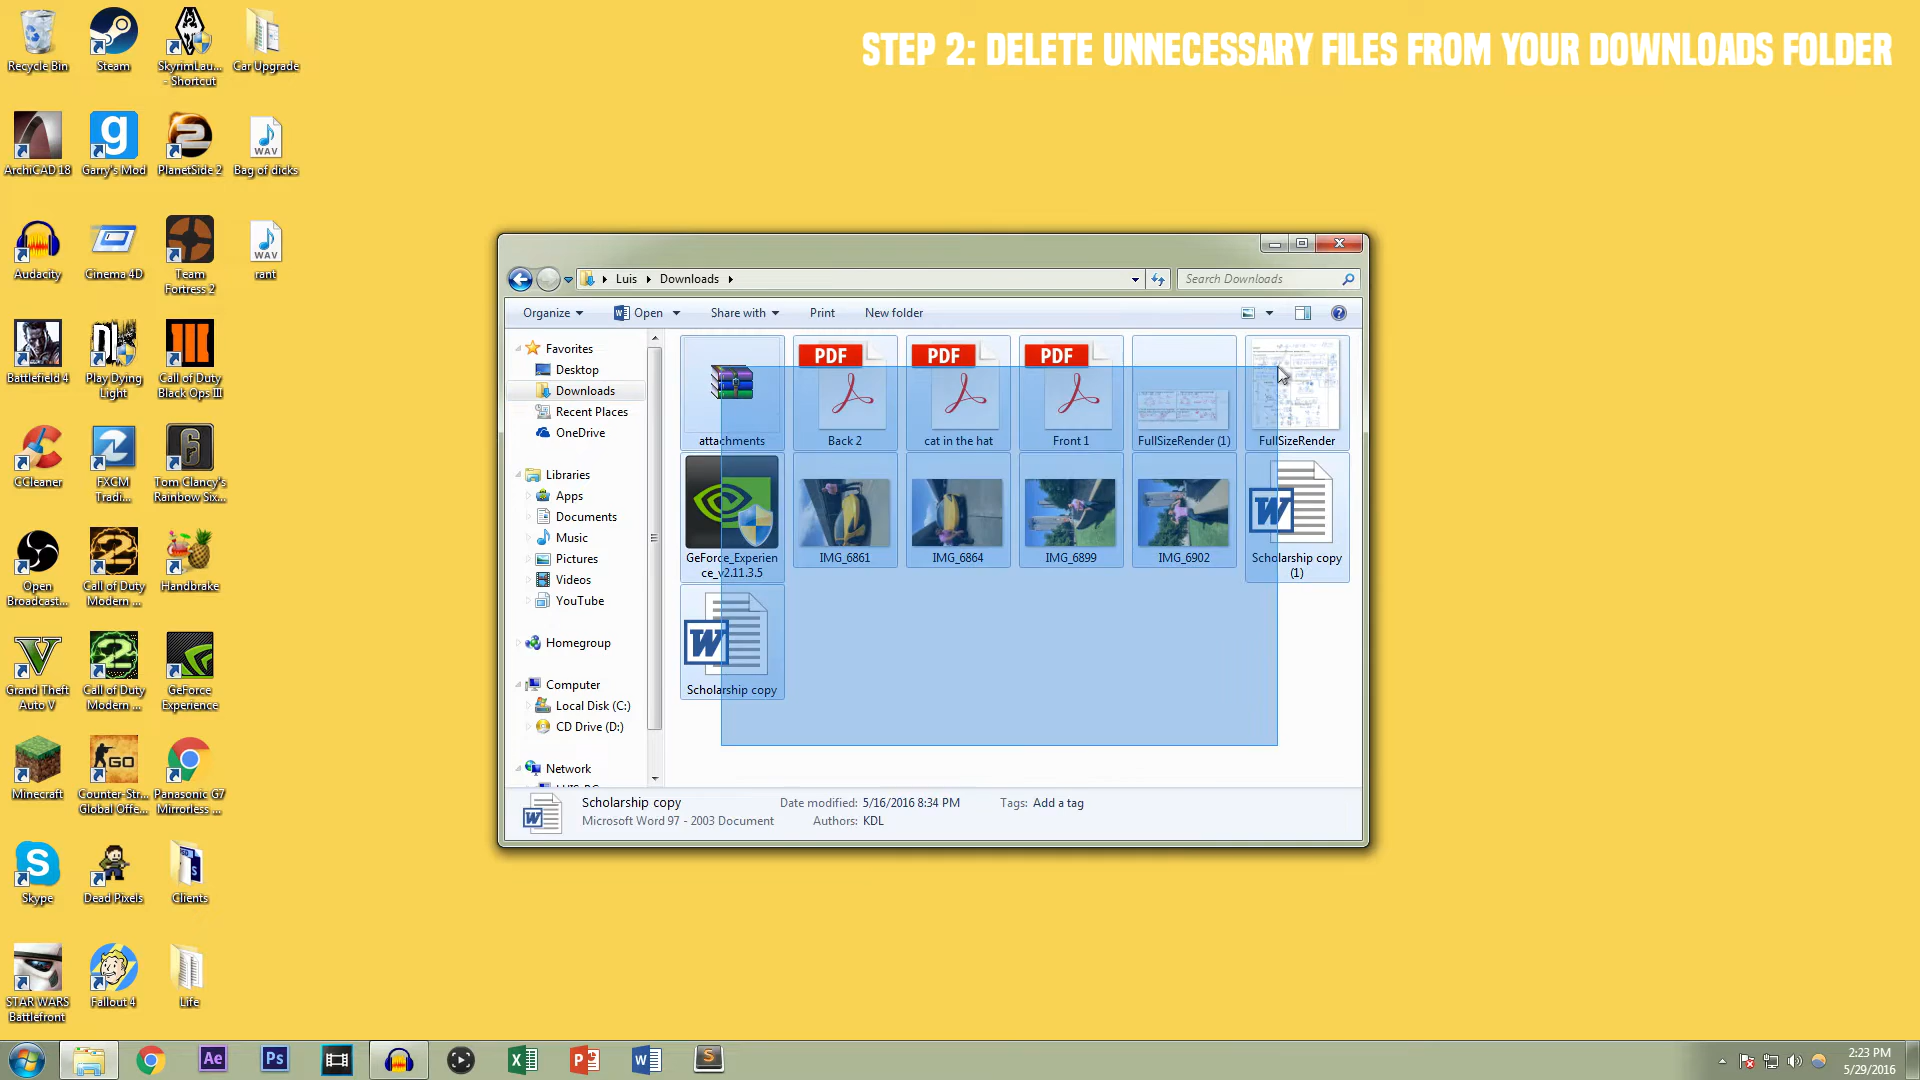 STEP 2: DELETE UNNECESSARY FILES FROM YOUR DOWNLOADS FOLDER
Recycle Bin
Steam
SkyrimLau...
- Shortcut
Car Upgrade
ArchiCAD 18
Garry's Mod
PlanetSide 2
WAV
Bag of dicks
Audacity
Cinema 4D
Team
Fortress 2
WAV
rant
Battlefield 4
Play Dying
Light
Call of Duty
Black Ops III
CCleaner
FXCM
Tradi...
Tom Clancy's
Rainbow Six...
Open
Broadcast...
Call of Duty
Modern ...
Handbrake
Grand Theft
Auto V
Call of Duty
Modern ...
GeForce
Experience
Minecraft
Counter-Str...
Global Offe...
Panasonic G7
Mirrorless ...
Skype
Dead Pixels
Clients
STAR WARS
Battlefront
Fallout 4
Life
Luis
Downloads
Search Downloads
Organize
Open
Share with
Print
New folder
Favorites
Desktop
Downloads
Recent Places
OneDrive
Libraries
Apps
Documents
Music
Pictures
Videos
YouTube
Homegroup
Computer
Local Disk (C:)
CD Drive (D:)
Network
PDF
PDF
PDF
attachments
Back 2
cat in the hat
Front 1
FullSizeRender (1)
FullSizeRender
GeForce_Experien
ce_v2.11.3.5
IMG_6861
IMG_6864
IMG_6899
IMG_6902
Scholarship copy
(1)
Scholarship copy
Scholarship copy
Date modified: 5/16/2016 8:34 PM
Tags: Add a tag
Microsoft Word 97 - 2003 Document
Authors: KDL
Ae
Ps
2:23 PM
5/29/2016